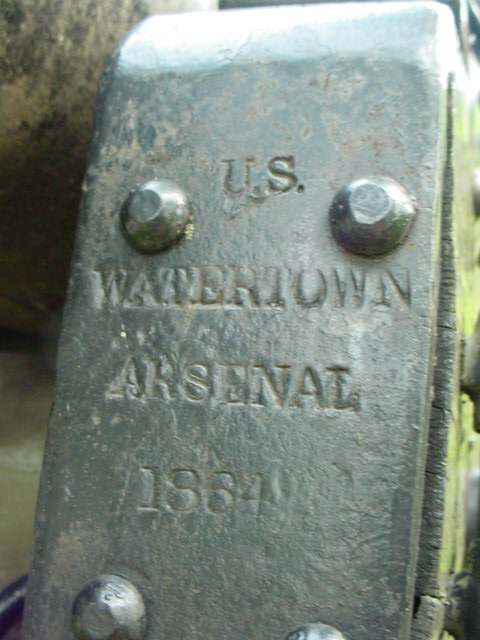 U.S.
WATERTOWN
ARSENAL
1864